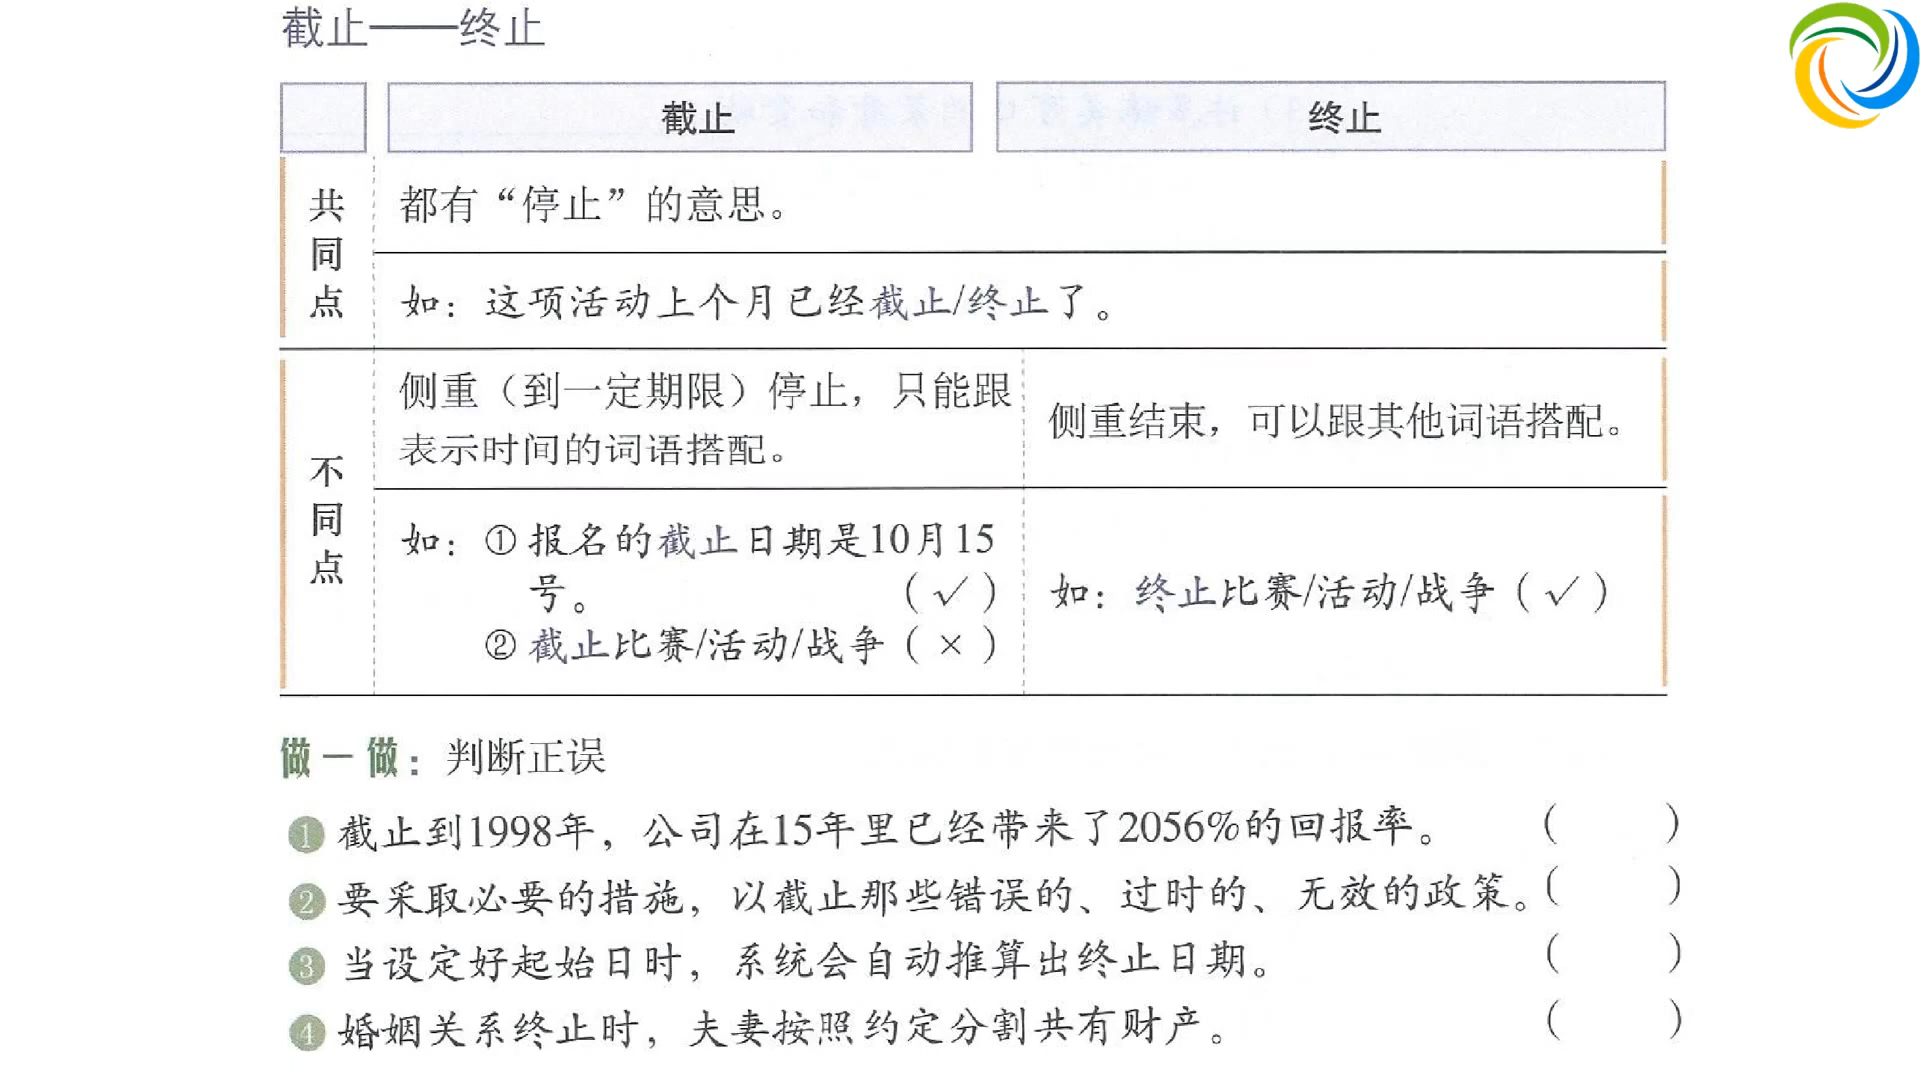 截止——终止
截止
终止
共同点
都有“停止”的意思。
如：这项活动上个月已经截止/终止了。
不同点
侧重（到一定期限）停止，只能跟
表示时间的词语搭配。
侧重结束，可以跟其他词语搭配。
如：①报名的截止日期是10月15
号。（√）
②截止比赛/活动/战争（×）
如：终止比赛/活动/战争（√）
做一做：判断正误
1 截止到1998年，公司在15年里已经带来了2056%的回报率。（ ）
2 要采取必要的措施，以截止那些错误的、过时的、无效的政策。（ ）
3 当设定好起始日时，系统会自动推算出终止日期。（ ）
4 婚姻关系终止时，夫妻按照约定分割共有财产。（ ）